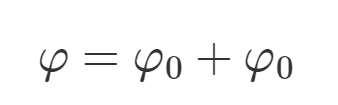 φ = φ₀ + φ₀